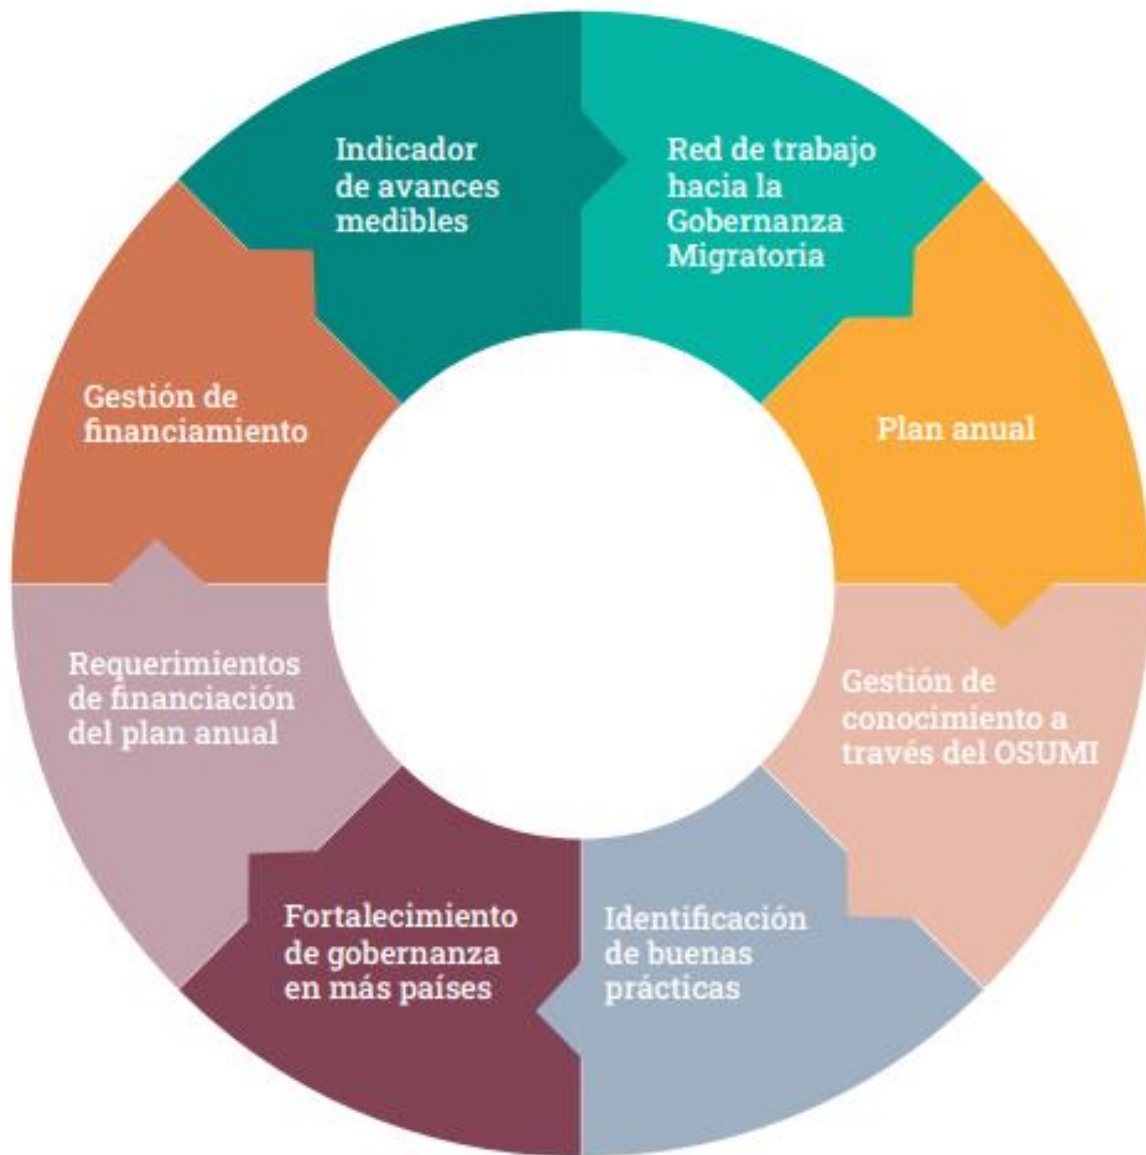 Indicador
de avances
medibles
Red de trabajo
hacia la
Gobernanza
Migratoria
Plan anual
Gestión de
conocimiento a
través del OSUMI
Identificación
de buenas
prácticas
Fortalecimiento
de gobernanza
en más países
Requerimientos
de financiación
del plan anual
Gestión de
financiamiento